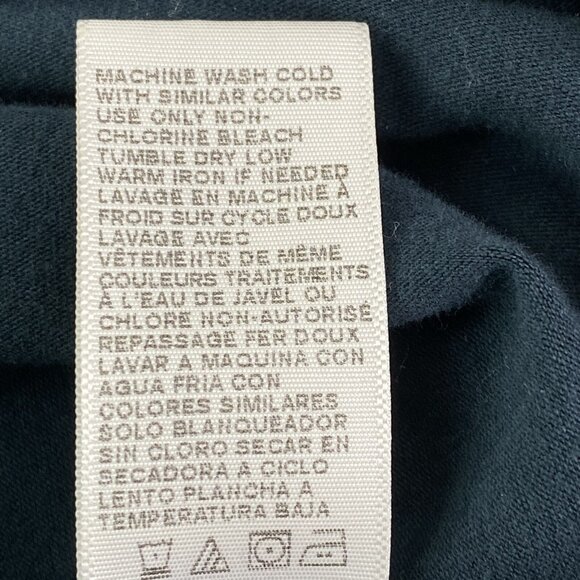 MACHINE WASH COLD
WITH SIMILAR COLORS
USE ONLY NON-
CHLORINE BLEACH
TUMBLE DRY LOW
WARM IRON IF NEEDED
LAVAGE EN MACHINE À
FROID SUR CYCLE DOUX
LAVAGE AVEC
VÊTEMENTS DE MÊME
COULEURS TRAITEMENTS
À L'EAU DE JAVEL OU
CHLORE NON-AUTORISÉ
REPASSAGE FER DOUX
LAVAR A MAQUINA CON
AGUA FRIA CON
COLORES SIMILARES
SOLO BLANQUEADOR
SIN CLORO SECAR EN
SECADORA A CICLO
LENTO PLANCHA A
TEMPERATURA BAJA